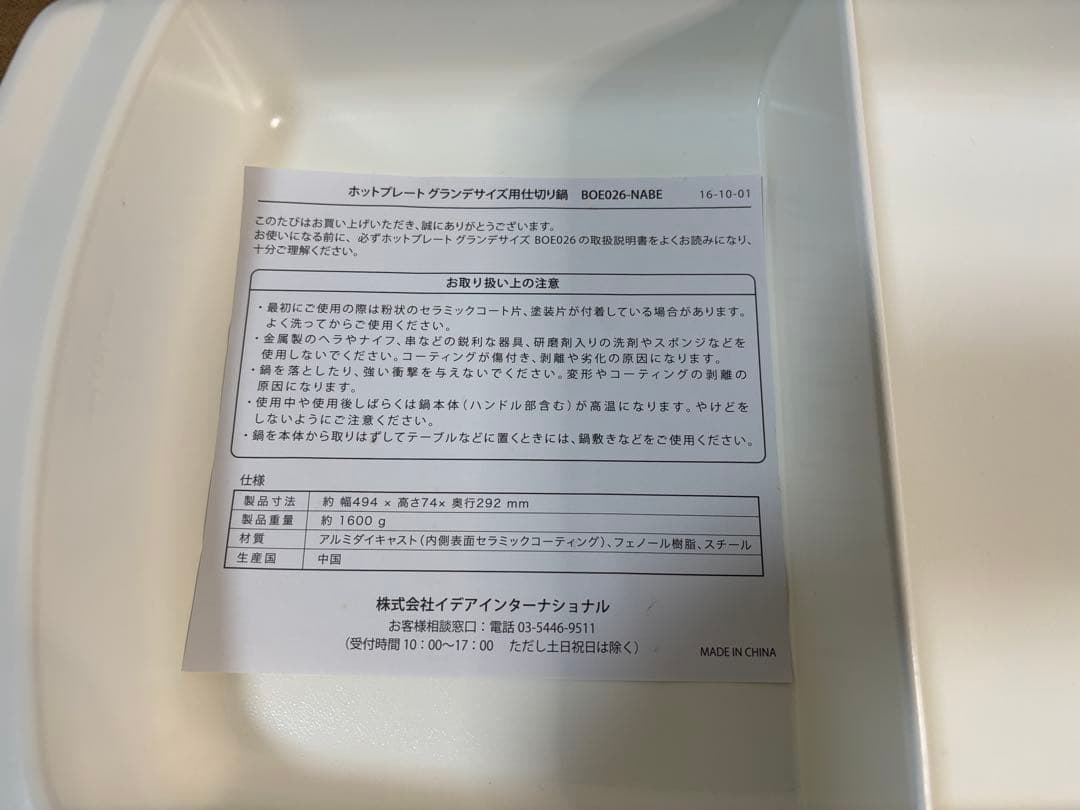 ホットプレート グランデサイズ用仕切り鍋 BOE026-NABE 16-10-01
このたびはお買い上げいただき、誠にありがとうございます。
お使いになる前に、必ずホットプレート グランデサイズ BOE026 の取扱説明書をよくお読みになり、
十分ご理解ください。
お取り扱い上の注意
・最初にご使用の際は粉状のセラミックコート片、塗装片が付着している場合があります。
よく洗ってからご使用ください。
・金属製のヘラやナイフ、串などの鋭利な器具、研磨剤入りの洗剤やスポンジなどを
使用しないでください。コーティングが傷付き、剥離や劣化の原因になります。
・鍋を落としたり、強い衝撃を与えないでください。変形やコーティングの剥離の
原因になります。
・使用中や使用後しばらくは鍋本体（ハンドル部含む）が高温になります。やけどを
しないようにご注意ください。
・鍋を本体から取りはずしてテーブルなどに置くときには、鍋敷きなどをご使用ください。
仕様
製品寸法 約 幅494 × 高さ74× 奥行292 mm
製品重量 約 1600 g
材質 アルミダイキャスト（内側表面セラミックコーティング）、フェノール樹脂、スチール
生産国 中国
株式会社イデアインターナショナル
お客様相談窓口：電話 03-5446-9511
（受付時間 10：00〜17：00 ただし土日祝日は除く）
MADE IN CHINA